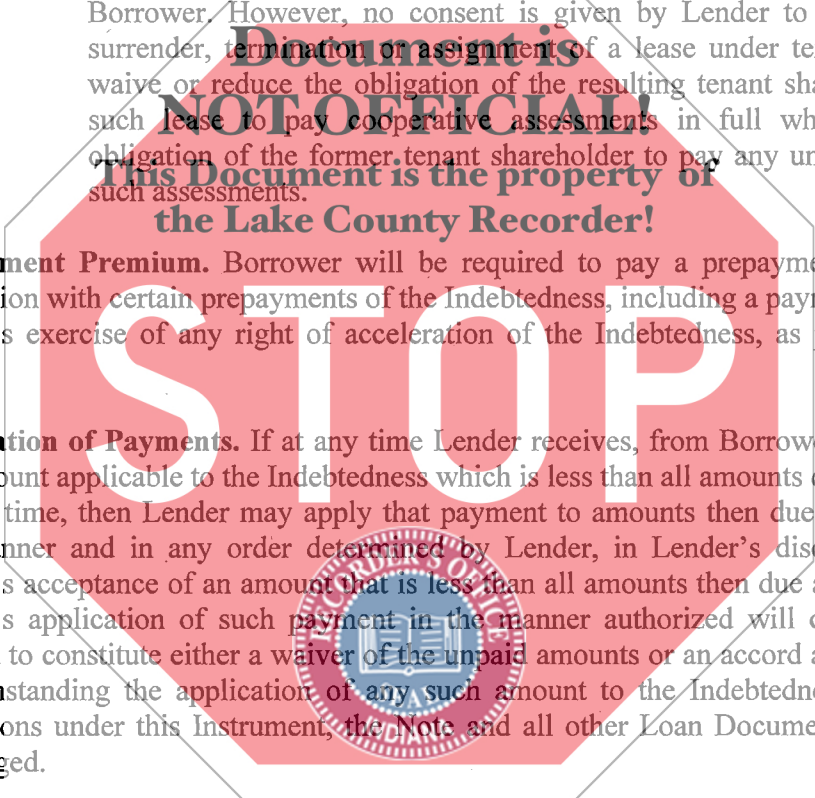 Borrower. However, no consent is given by Lender to
surrender, termination or assignment of a lease under te
Document is
waive or reduce the obligation of the resulting tenant sha
NOT OFFICIAL!
such lease to pay cooperative assessments in full wh
obligation of the former tenant shareholder to pay any un
This Document is the property of
such assessments.
the Lake County Recorder!
ment Premium. Borrower will be required to pay a prepayme
ion with certain prepayments of the Indebtedness, including a payr
s exercise of any right of acceleration of the Indebtedness, as
STOP
ation of Payments. If at any time Lender receives, from Borrow
ount applicable to the Indebtedness which is less than all amounts
time, then Lender may apply that payment to amounts then due
nner and in any order determined by Lender, in Lender's disc
s acceptance of an amount that is less than all amounts then due a
s application of such payment in the manner authorized will
to constitute either a waiver of the unpaid amounts or an accord a
nstanding the application of any such amount to the Indebtedn
ons under this Instrument, the Note and all other Loan Docume
ged.
RECORDER'S OFFICE
INDIANA